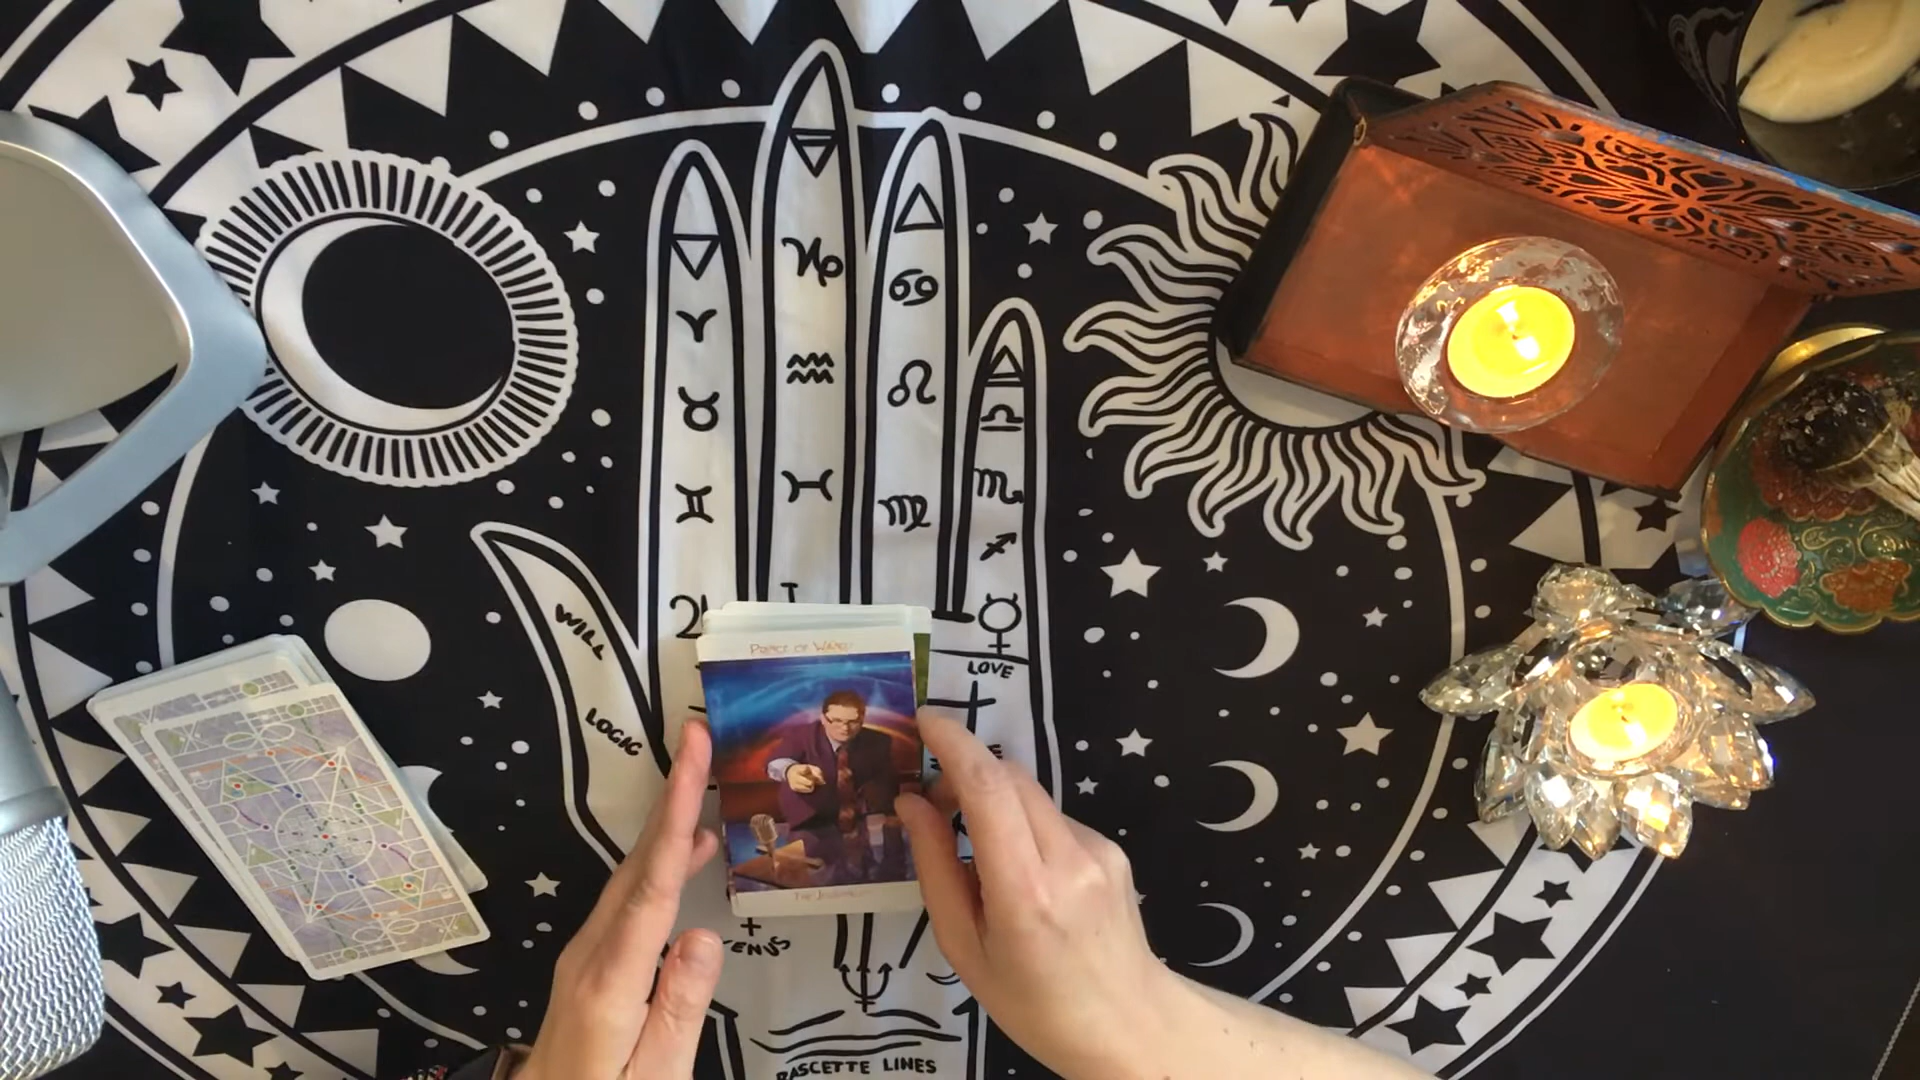 WILL
LOGIC
PRINCE OF WANDS
LOVE
VENUS
RASCETTE LINES